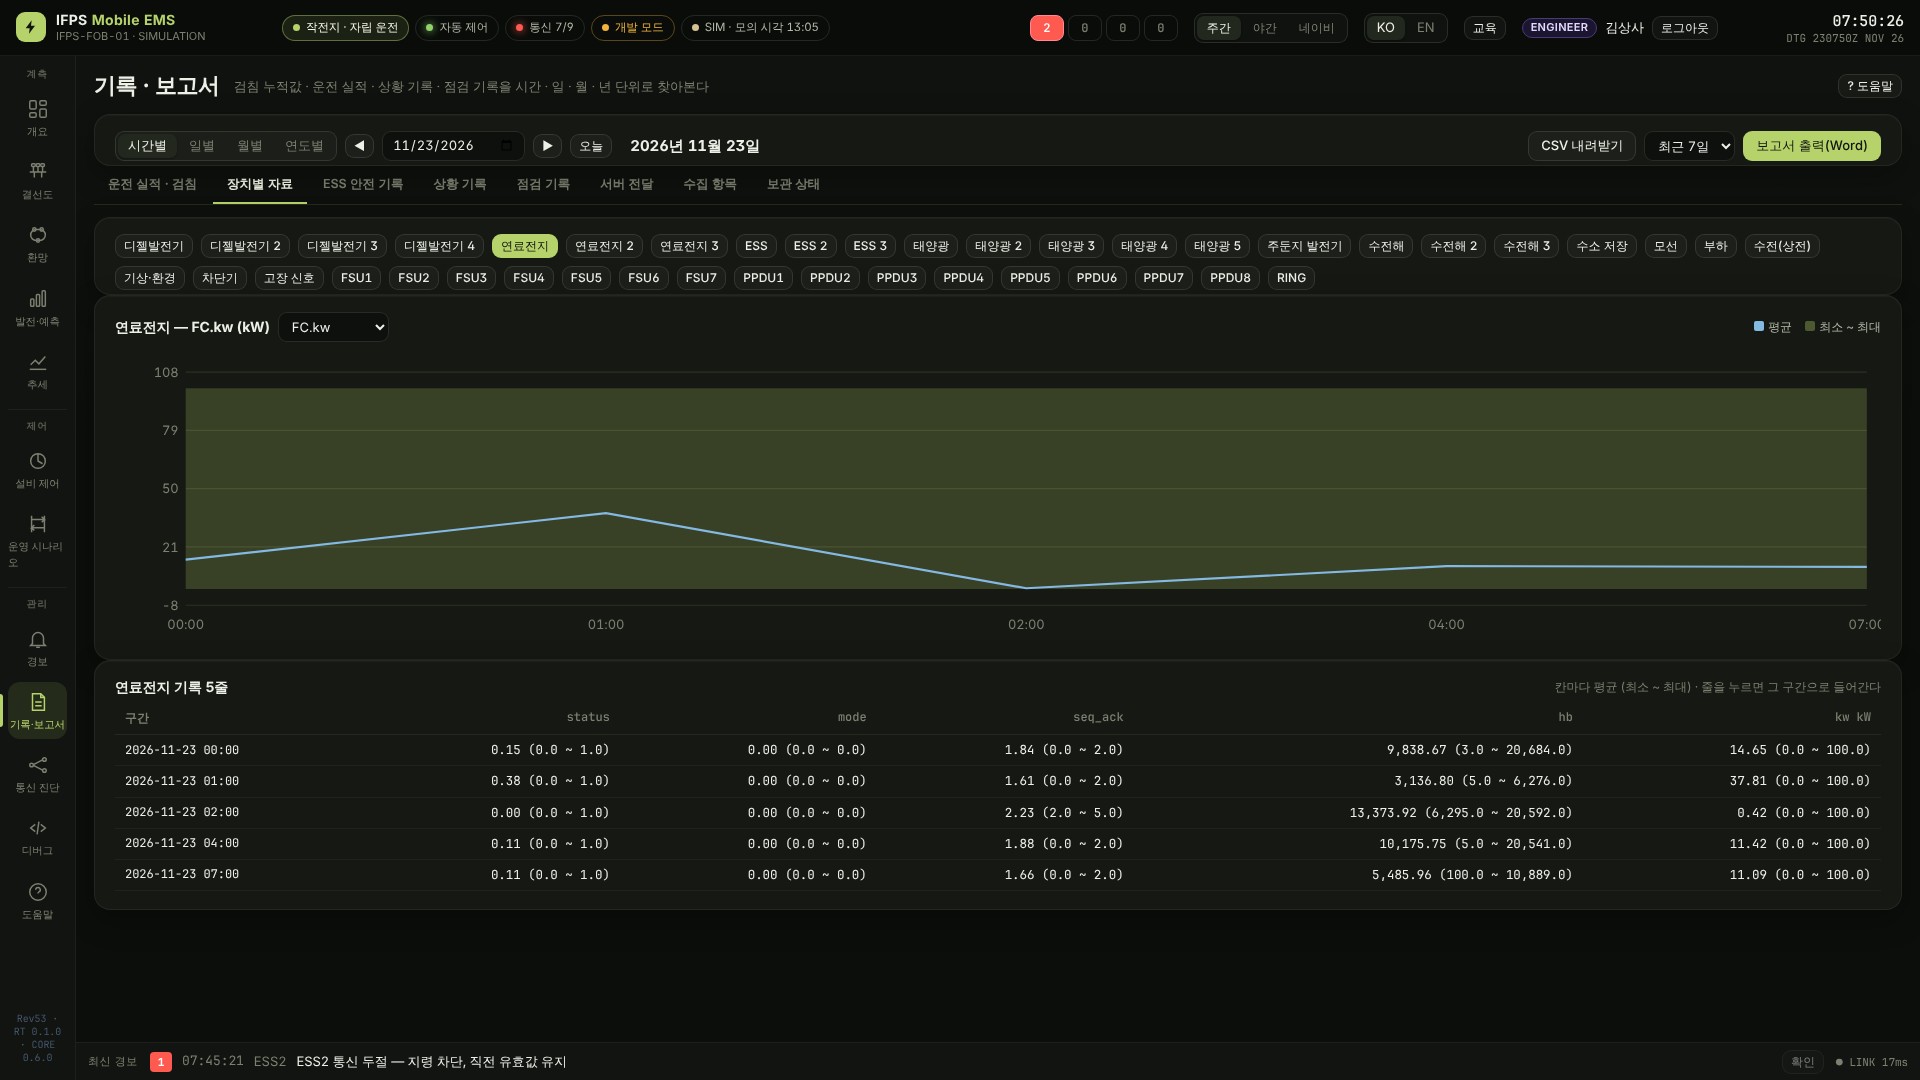 IFPS Mobile EMS
IFPS-FOB-01 · SIMULATION
작전지 · 자립 운전
자동 제어
통신 7/9
개발 모드
SIM · 모의 시각 13:05
2 0 0 0
주간 야간 네이비
KO EN
교육
ENGINEER 김상사 로그아웃
07:50:26
DTG 230750Z NOV 26
계측
개요
결선도
환망
발전·예측
추세
제어
설비 제어
운영 시나리
오
관리
경보
기록·보고서
통신 진단
디버그
도움말
Rev53 ·
RT 0.1.0
· CORE
0.6.0
기록 · 보고서
검침 누적값 · 운전 실적 · 상황 기록 · 점검 기록을 시간 · 일 · 월 · 년 단위로 찾아본다
? 도움말
시간별 일별 월별 연도별 ◀ 11/23/2026 ▶ 오늘 2026년 11월 23일
CSV 내려받기 최근 7일 보고서 출력(Word)
운전 실적 · 검침 장치별 자료 ESS 안전 기록 상황 기록 점검 기록 서버 전달 수집 항목 보관 상태
디젤발전기 디젤발전기 2 디젤발전기 3 디젤발전기 4 연료전지 연료전지 2 연료전지 3 ESS ESS 2 ESS 3 태양광 태양광 2 태양광 3 태양광 4 태양광 5 주둔지 발전기 수전해 수전해 2 수전해 3 수소 저장 모선 부하 수전(상전)
기상·환경 차단기 고장 신호 FSU1 FSU2 FSU3 FSU4 FSU5 FSU6 FSU7 PPDU1 PPDU2 PPDU3 PPDU4 PPDU5 PPDU6 PPDU7 PPDU8 RING
연료전지 — FC.kw (kW) FC.kw
평균 최소 ~ 최대
108
79
50
21
-8
00:00 01:00 02:00 04:00 07:00
연료전지 기록 5줄
칸마다 평균 (최소 ~ 최대) · 줄을 누르면 그 구간으로 들어간다
구간 status mode seq_ack hb kw kW
2026-11-23 00:00 0.15 (0.0 ~ 1.0) 0.00 (0.0 ~ 0.0) 1.84 (0.0 ~ 2.0) 9,838.67 (3.0 ~ 20,684.0) 14.65 (0.0 ~ 100.0)
2026-11-23 01:00 0.38 (0.0 ~ 1.0) 0.00 (0.0 ~ 0.0) 1.61 (0.0 ~ 2.0) 3,136.80 (5.0 ~ 6,276.0) 37.81 (0.0 ~ 100.0)
2026-11-23 02:00 0.00 (0.0 ~ 1.0) 0.00 (0.0 ~ 0.0) 2.23 (2.0 ~ 5.0) 13,373.92 (6,295.0 ~ 20,592.0) 0.42 (0.0 ~ 100.0)
2026-11-23 04:00 0.11 (0.0 ~ 1.0) 0.00 (0.0 ~ 0.0) 1.88 (0.0 ~ 2.0) 10,175.75 (5.0 ~ 20,541.0) 11.42 (0.0 ~ 100.0)
2026-11-23 07:00 0.11 (0.0 ~ 1.0) 0.00 (0.0 ~ 0.0) 1.66 (0.0 ~ 2.0) 5,485.96 (100.0 ~ 10,889.0) 11.09 (0.0 ~ 100.0)
최신 경보 1 07:45:21 ESS2 ESS2 통신 두절 — 지령 차단, 직전 유효값 유지
확인 LINK 17ms